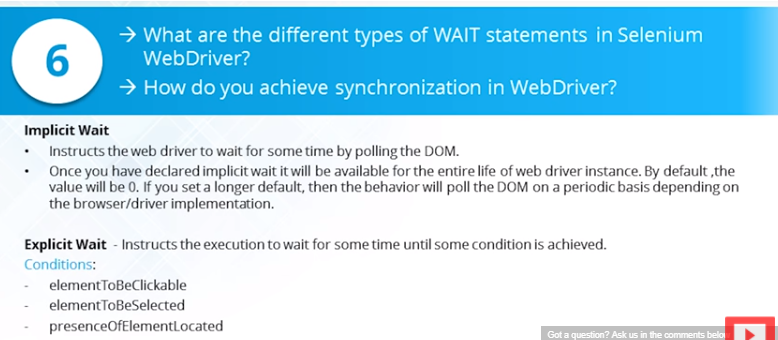 6
→ What are the different types of WAIT statements in Selenium
WebDriver?
→ How do you achieve synchronization in WebDriver?
Implicit Wait
• Instructs the web driver to wait for some time by polling the DOM.
• Once you have declared implicit wait it will be available for the entire life of web driver instance. By default ,the
value will be 0. If you set a longer default, then the behavior will poll the DOM on a periodic basis depending on
the browser/driver implementation.
Explicit Wait - Instructs the execution to wait for some time until some condition is achieved.
Conditions:
- elementToBeClickable
- elementToBeSelected
- presenceOfElementLocated
Got a question? Ask us in the comments